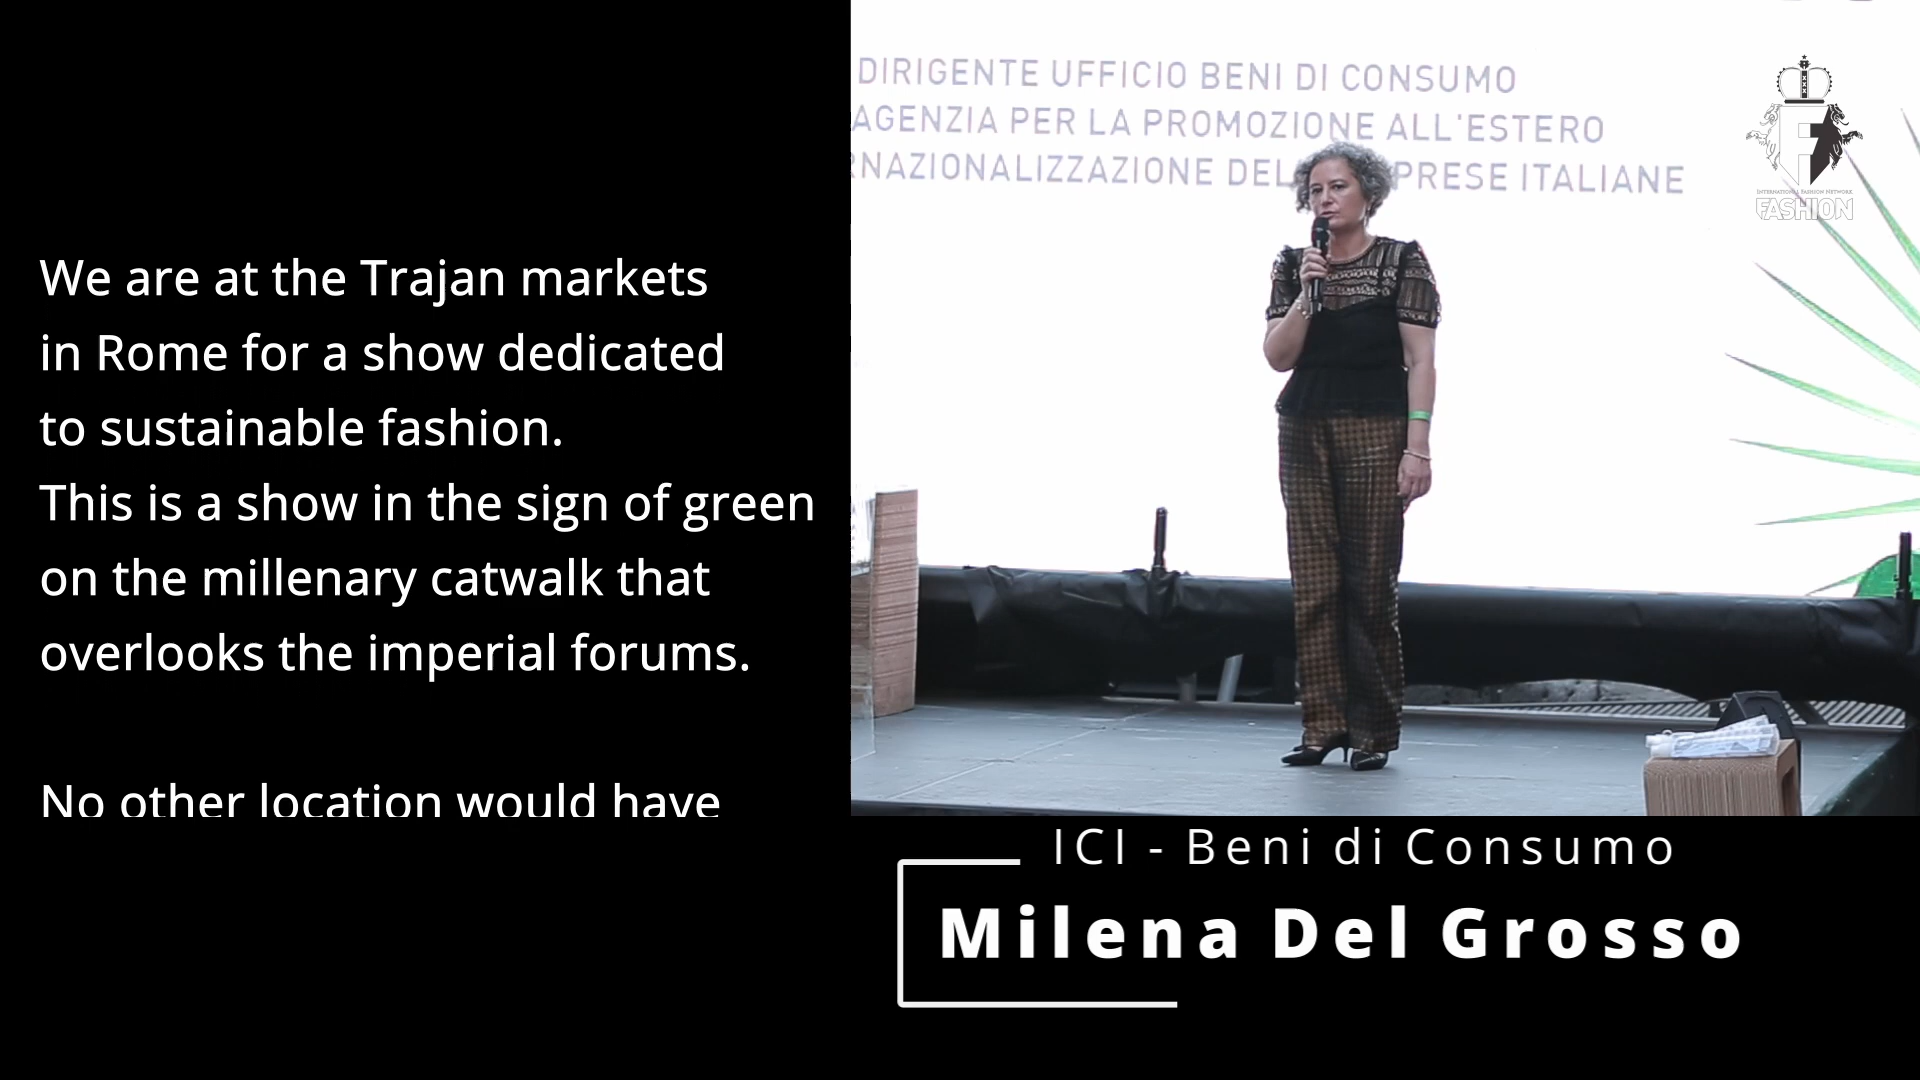 We are at the Trajan markets
in Rome for a show dedicated
to sustainable fashion.
This is a show in the sign of green
on the millenary catwalk that
overlooks the imperial forums.
No other location would have
DIRIGENTE UFFICIO BENI DI CONSUMO
AGENZIA PER LA PROMOZIONE ALL'ESTERO
RNAZIONALIZZAZIONE DEL PRESE ITALIANE
INTERNATIONAL FASHION NETWORK
FASHION
ICI - Beni di Consumo
Milena Del Grosso